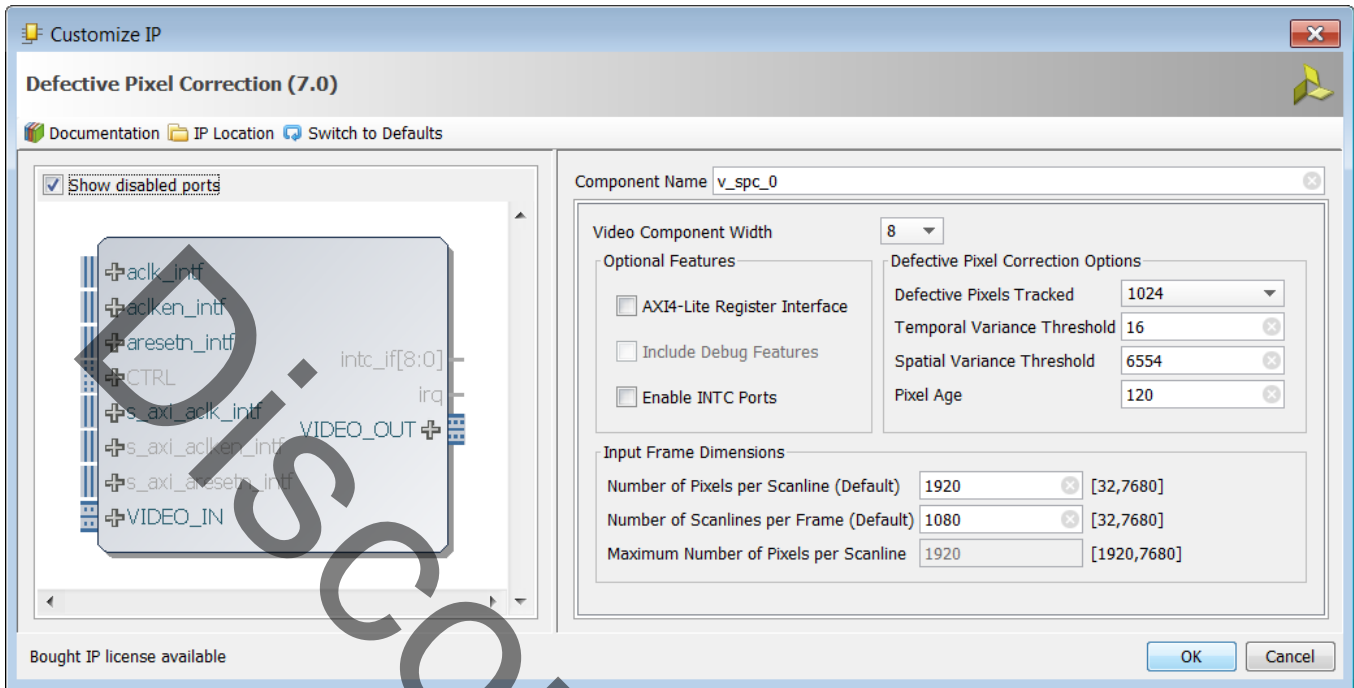 Customize IP
Defective Pixel Correction (7.0)
Documentation IP Location Switch to Defaults
Show disabled ports
aclk_intf
aclken_intf
aresetn_intf
CTRL
s_axi_aclk_intf
s_axi_aclken_intf
s_axi_aresetn_intf
VIDEO_IN
intc_if[8:0]
irq
VIDEO_OUT
Component Name v_spc_0
Video Component Width 8
Optional Features
AXI4-Lite Register Interface
Include Debug Features
Enable INTC Ports
Defective Pixel Correction Options
Defective Pixels Tracked 1024
Temporal Variance Threshold 16
Spatial Variance Threshold 6554
Pixel Age 120
Input Frame Dimensions
Number of Pixels per Scanline (Default) 1920 [32,7680]
Number of Scanlines per Frame (Default) 1080 [32,7680]
Maximum Number of Pixels per Scanline 1920 [1920,7680]
Bought IP license available
OK Cancel